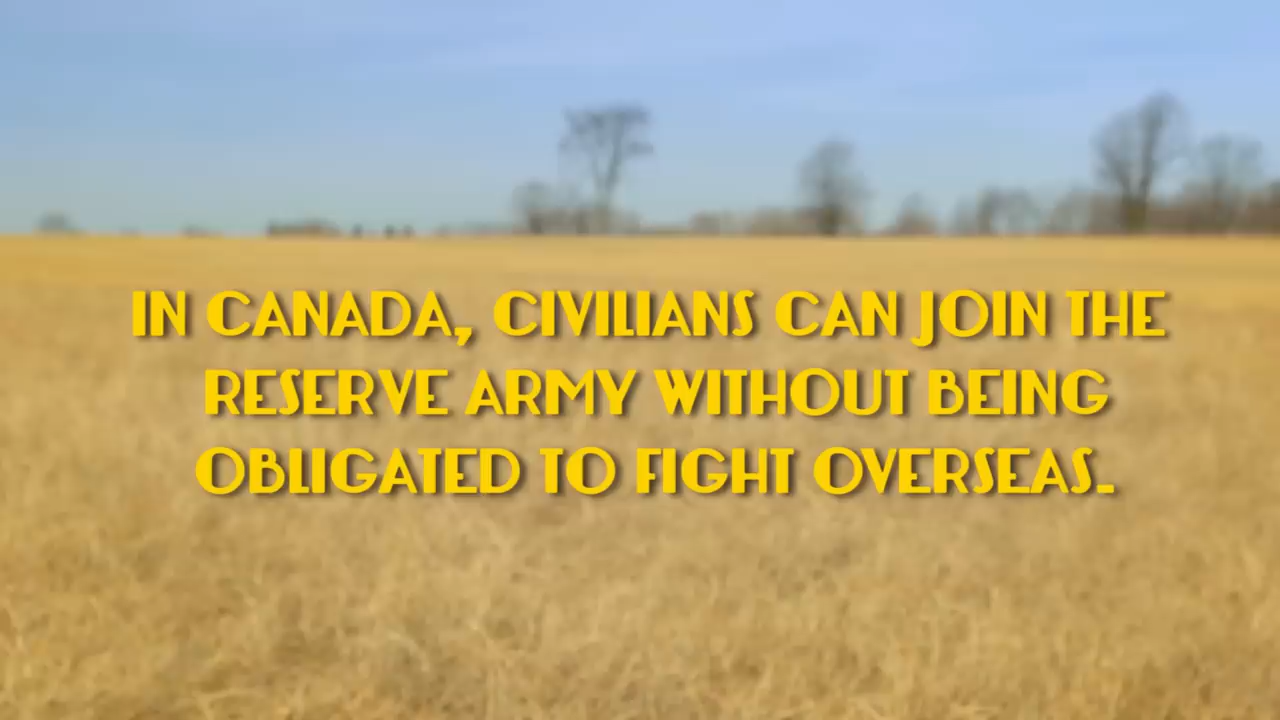 IN CANADA, CIVILIANS CAN JOIN THE
RESERVE ARMY WITHOUT BEING
OBLIGATED TO FIGHT OVERSEAS.